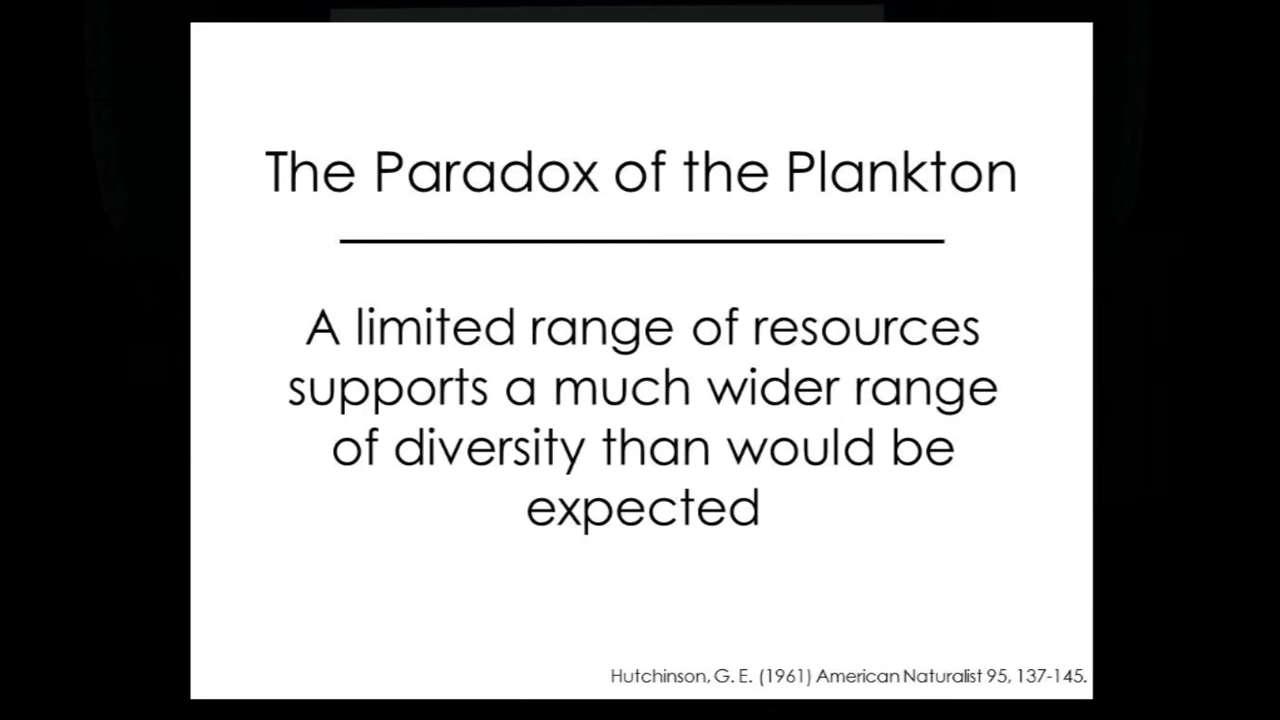 The Paradox of the Plankton
A limited range of resources
supports a much wider range
of diversity than would be
expected
Hutchinson, G. E. (1961) American Naturalist 95, 137-145.